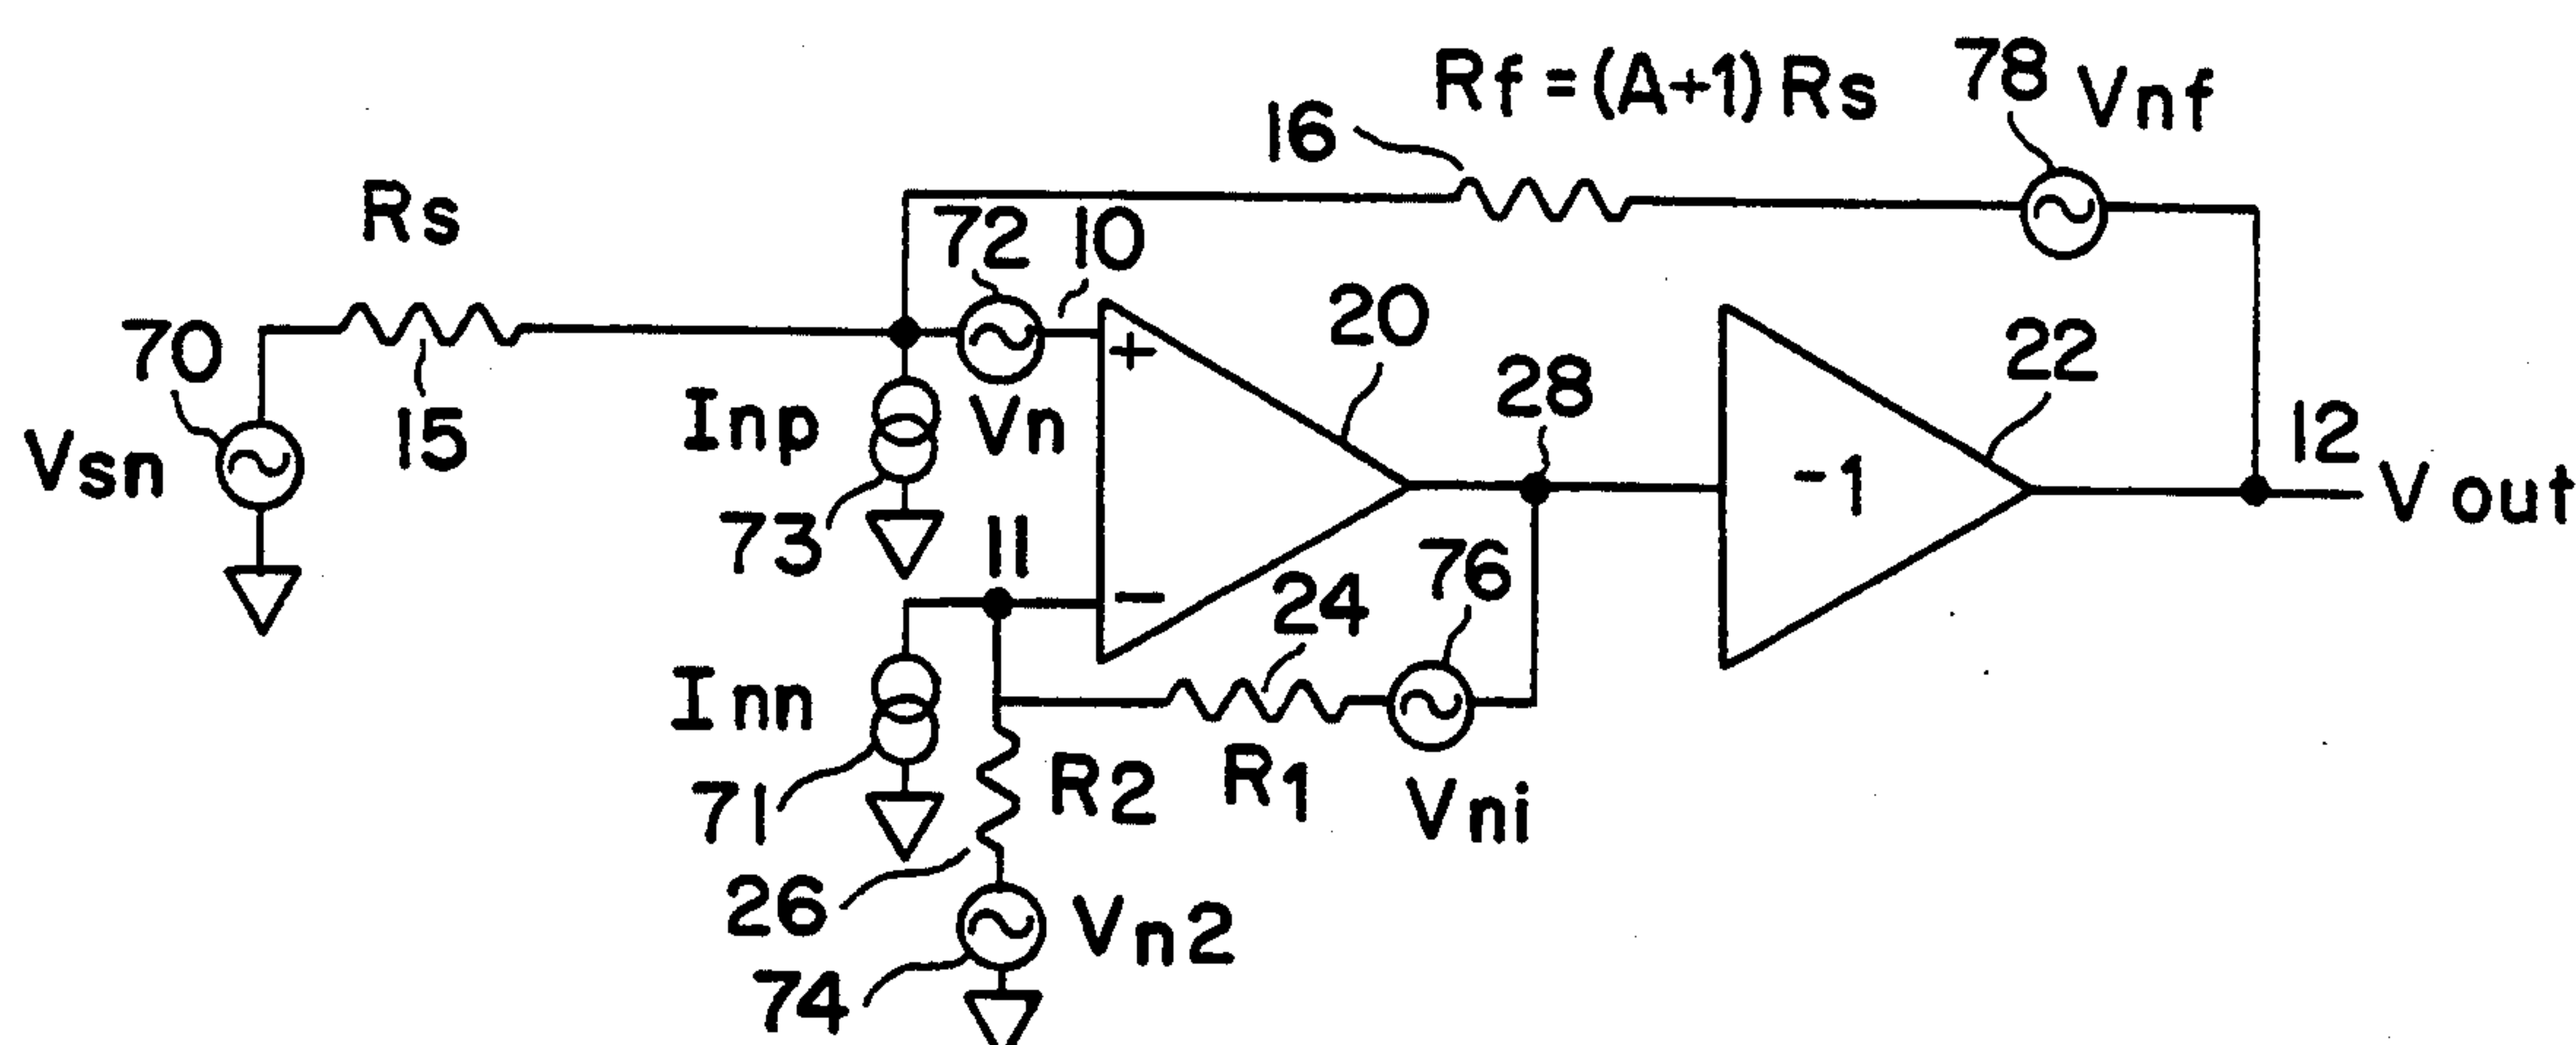 Rf = (A+1) Rs
78
Vnf
16
Rs
72
10
20
22
70
15
Inp
Vn
+
28
-1
12
Vsn
73
V out
11
−
24
76
Inn
R2
R1
Vni
71
26
Vn2
74